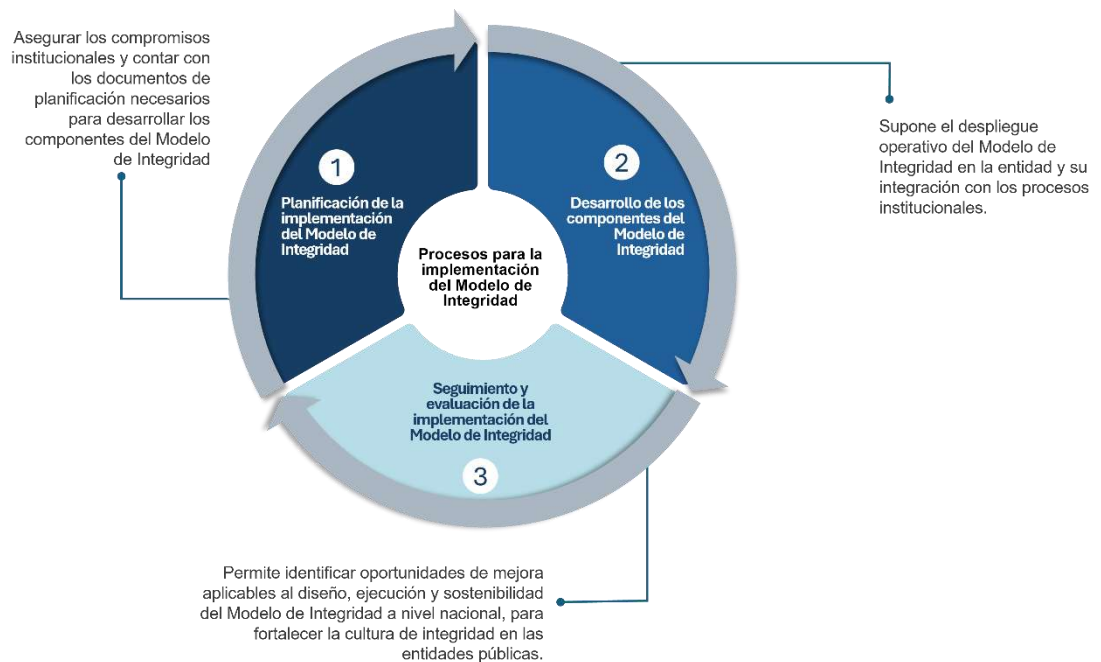 Asegurar los compromisos
institucionales y contar con
los documentos de
planificación necesarios
para desarrollar los
componentes del Modelo
de Integridad
1
Planificación de la
implementación
del Modelo de
Integridad
2
Desarrollo de los
componentes del
Modelo de
Integridad
Supone el despliegue
operativo del Modelo de
Integridad en la entidad y su
integración con los procesos
institucionales.
Procesos para la
implementación
del Modelo de
Integridad
Seguimiento y
evaluación de la
implementación del
Modelo de Integridad
3
Permite identificar oportunidades de mejora
aplicables al diseño, ejecución y sostenibilidad
del Modelo de Integridad a nivel nacional, para
fortalecer la cultura de integridad en las
entidades públicas.